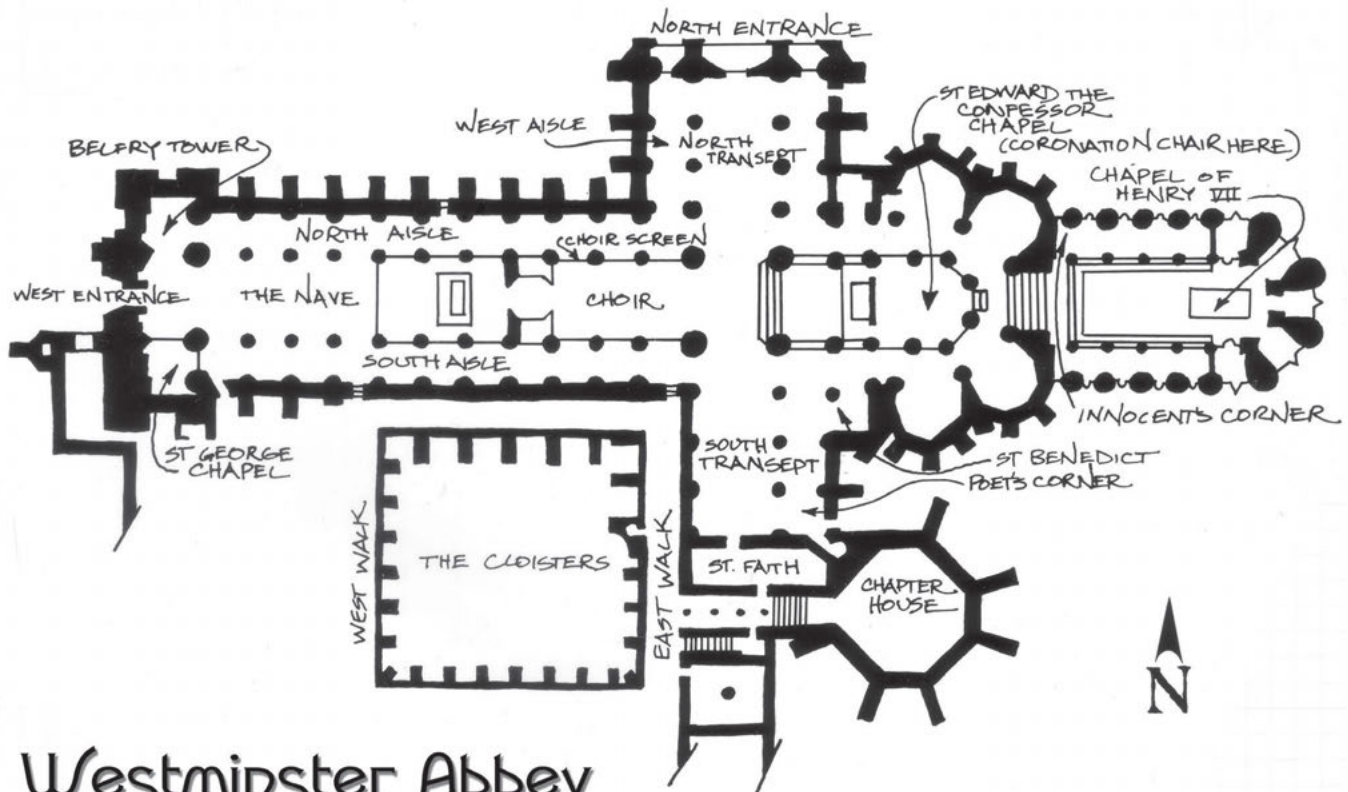 NORTH ENTRANCE
BELFRY TOWER
WEST AISLE
NORTH
TRANSEPT
ST EDWARD THE
CONFESSOR
CHAPEL
(CORONATION CHAIR HERE)
CHAPEL OF
HENRY VII
NORTH AISLE
CHOIR SCREEN
WEST ENTRANCE
THE NAVE
CHOIR
SOUTH AISLE
INNOCENT'S CORNER
ST GEORGE
CHAPEL
SOUTH
TRANSEPT
ST BENEDICT
POET'S CORNER
WEST WALK
THE CLOISTERS
EAST WALK
ST. FAITH
CHAPTER
HOUSE
N
Westminster Abbey